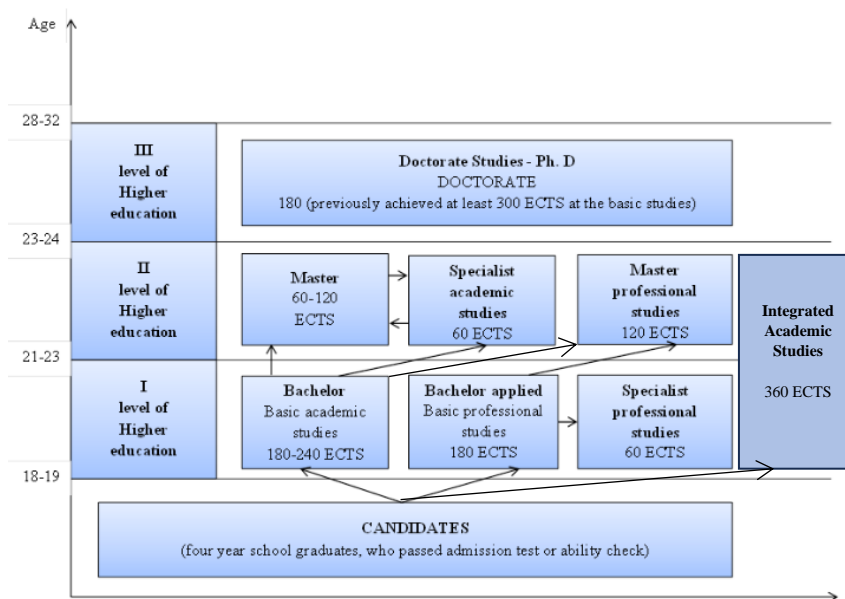 Age
28-32
III
level of
Higher
education
Doctorate Studies - Ph. D
DOCTORATE
180 (previously achieved at least 300 ECTS at the basic studies)
23-24
II
level of
Higher
education
Master
60-120
ECTS
Specialist
academic
studies
60 ECTS
Master
professional
studies
120 ECTS
Integrated
Academic
Studies
360 ECTS
21-23
I
level of
Higher
education
Bachelor
Basic academic
studies
180-240 ECTS
Bachelor applied
Basic professional
studies
180 ECTS
Specialist
professional
studies
60 ECTS
18-19
CANDIDATES
(four year school graduates, who passed admission test or ability check)